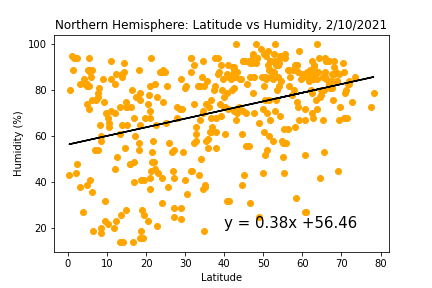 Northern Hemisphere: Latitude vs Humidity, 2/10/2021
100
80
60
40
20
Humidity (%)
y = 0.38x +56.46
0 10 20 30 40 50 60 70 80
Latitude